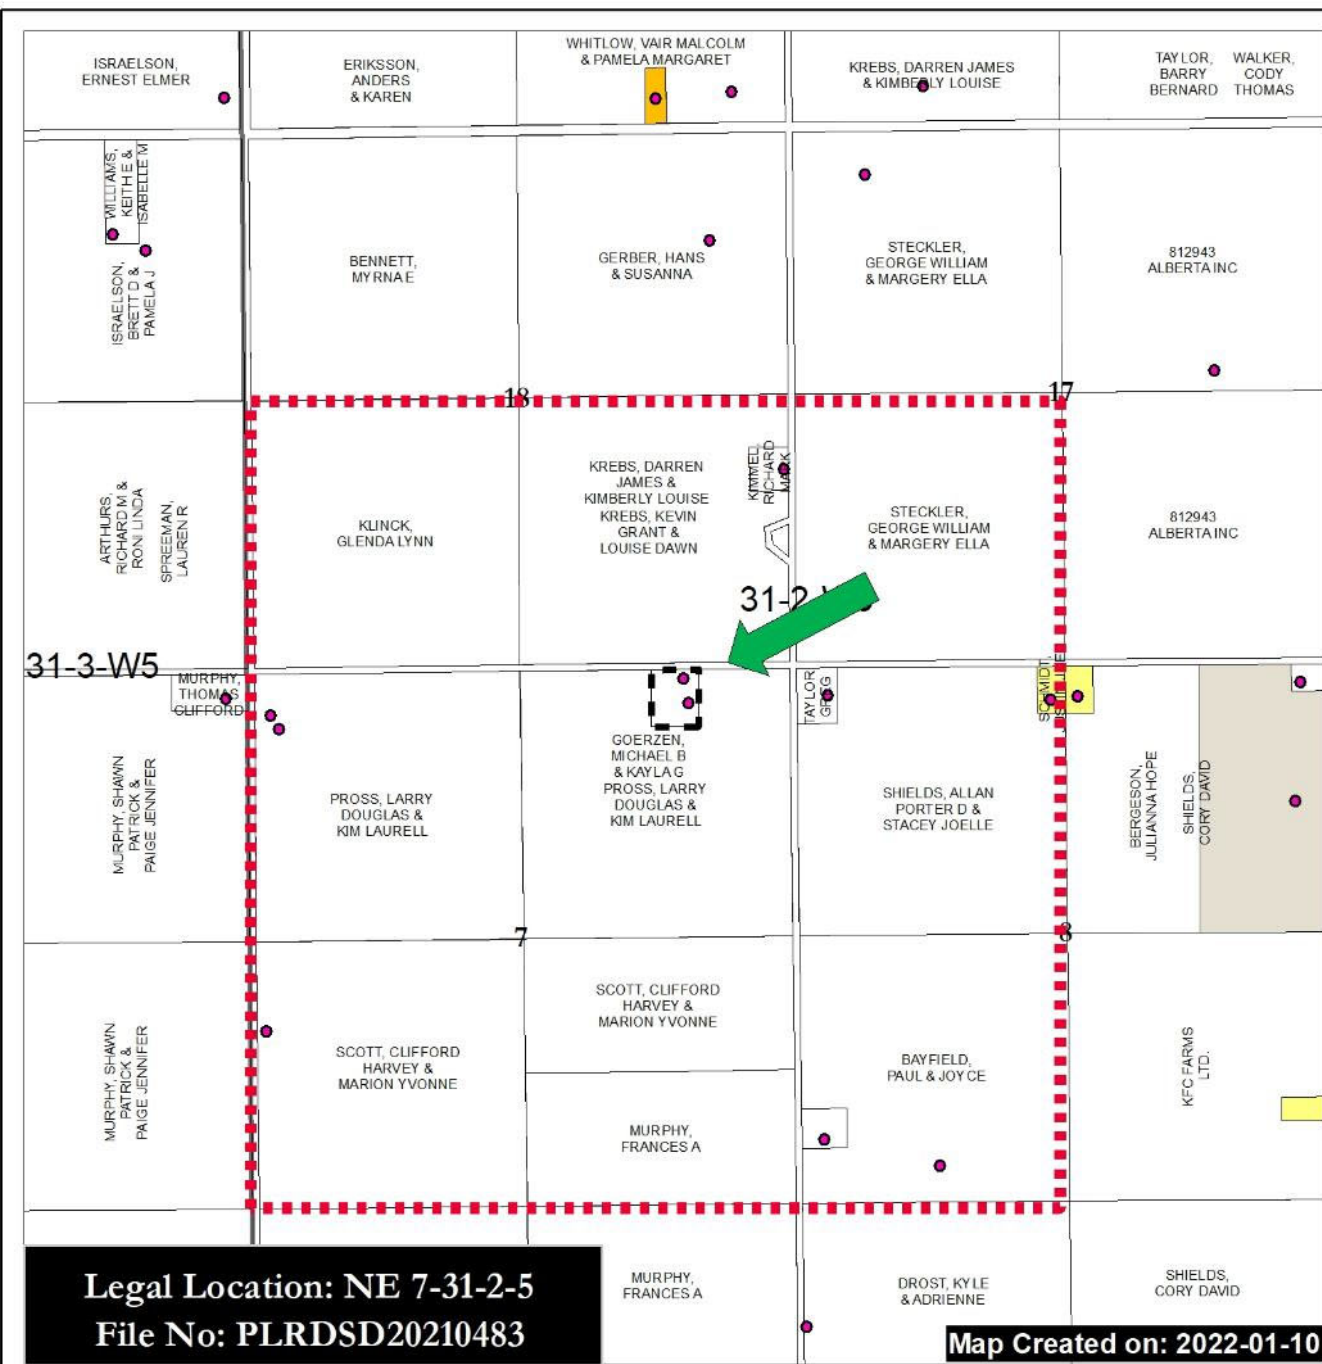 ISRAELSON,
ERNEST ELMER
ERIKSSON,
ANDERS
& KAREN
WHITLOW, VAIR MALCOLM
& PAMELA MARGARET
KREBS, DARREN JAMES
& KIMBERLY LOUISE
TAYLOR,
BARRY
BERNARD
WALKER,
CODY
THOMAS
WILLIAMS,
KEITH E &
ISABELLE M
ISRAELSON,
BRETT D &
PAMELA J
BENNETT,
MYRNA E
GERBER, HANS
& SUSANNA
STECKLER,
GEORGE WILLIAM
& MARGERY ELLA
812943
ALBERTA INC
18
17
ARTHURS,
RICHARD M &
RONI LINDA
SPREEMAN,
LAUREN R
KLINCK,
GLENDA LYNN
KREBS, DARREN
JAMES &
KIMBERLY LOUISE
KREBS, KEVIN
GRANT &
LOUISE DAWN
KIMMEL,
RICHARD
MARK
STECKLER,
GEORGE WILLIAM
& MARGERY ELLA
812943
ALBERTA INC
31-2
31-3-W5
MURPHY,
THOMAS
CLIFFORD
TAYLOR
GREG
SCHMIDT,
MURPHY, SHAWN
PATRICK &
PAIGE JENNIFER
PROSS, LARRY
DOUGLAS &
KIM LAURELL
GOERZEN,
MICHAEL B
& KAYLA G
PROSS, LARRY
DOUGLAS &
KIM LAURELL
SHIELDS, ALLAN
PORTER D &
STACEY JOELLE
BERGESON,
JULIANNA HOPE
SHIELDS,
CORY DAVID
7
8
MURPHY, SHAWN
PATRICK &
PAIGE JENNIFER
SCOTT, CLIFFORD
HARVEY &
MARION YVONNE
SCOTT, CLIFFORD
HARVEY &
MARION YVONNE
MURPHY,
FRANCES A
BAYFIELD,
PAUL & JOYCE
KFC FARMS
LTD.
MURPHY,
FRANCES A
DROST, KYLE
& ADRIENNE
SHIELDS,
CORY DAVID
Legal Location: NE 7-31-2-5
File No: PLRDSD20210483
Map Created on: 2022-01-10